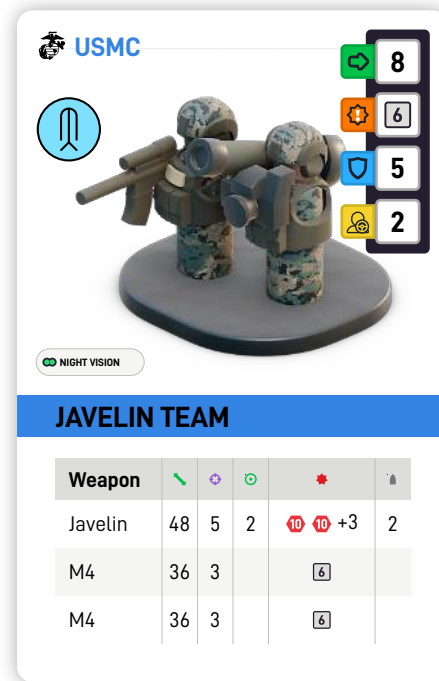 USMC
8
6
5
2
NIGHT VISION
JAVELIN TEAM
Weapon
Javelin 48 5 2 10 10 +3 2
M4 36 3 6
M4 36 3 6